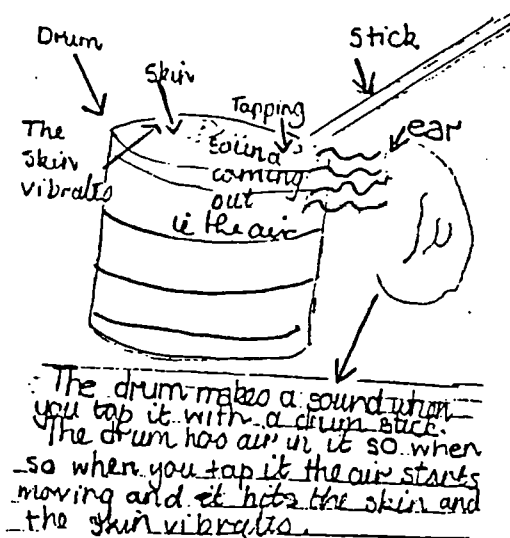 Drum
stick
skin
Tapping
ear
The
skin
vibrates
sound
coming
out
i the air
The drum makes a sound when
you tap it with a drum stick.
The drum has air in it so when
so when you tap it the air starts
moving and it hits the skin and
the skin vibrates.